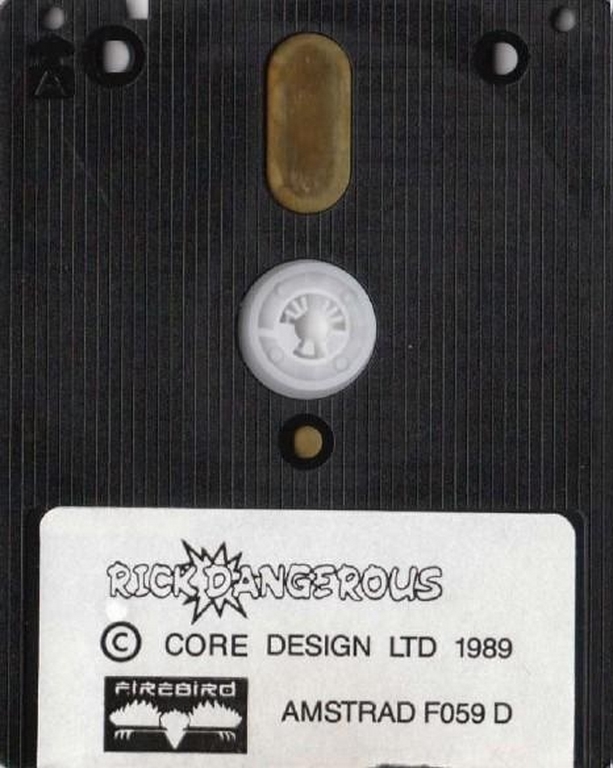 A
RICK DANGEROUS
© CORE DESIGN LTD 1989
FIREBIRD
AMSTRAD F059 D